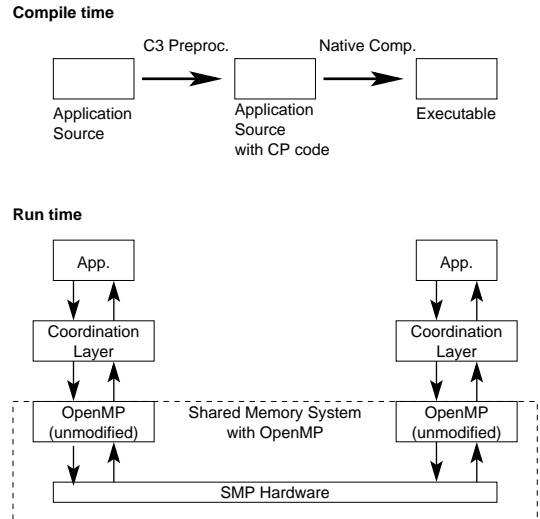 Compile time
C3 Preproc.
Native Comp.
Application
Source
Application
Source
with CP code
Executable
Run time
App.
App.
Coordination
Layer
Coordination
Layer
OpenMP
(unmodified)
Shared Memory System
with OpenMP
OpenMP
(unmodified)
SMP Hardware